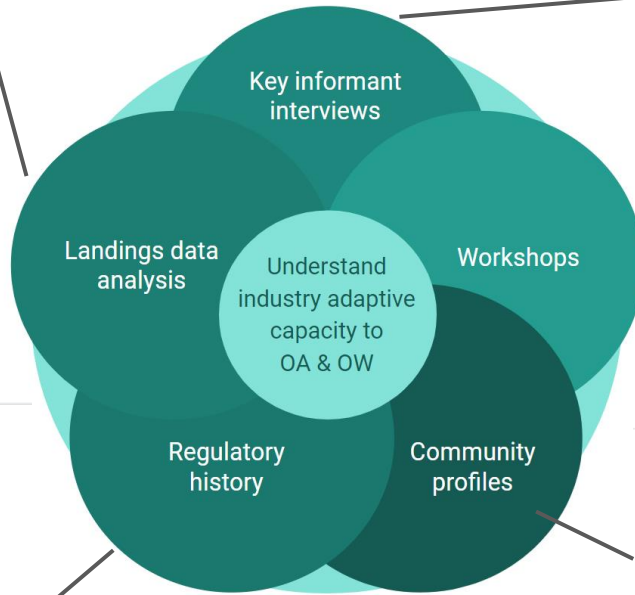 Key informant
interviews
Landings data
analysis
Workshops
Understand
industry adaptive
capacity to
OA & OW
Regulatory
history
Community
profiles